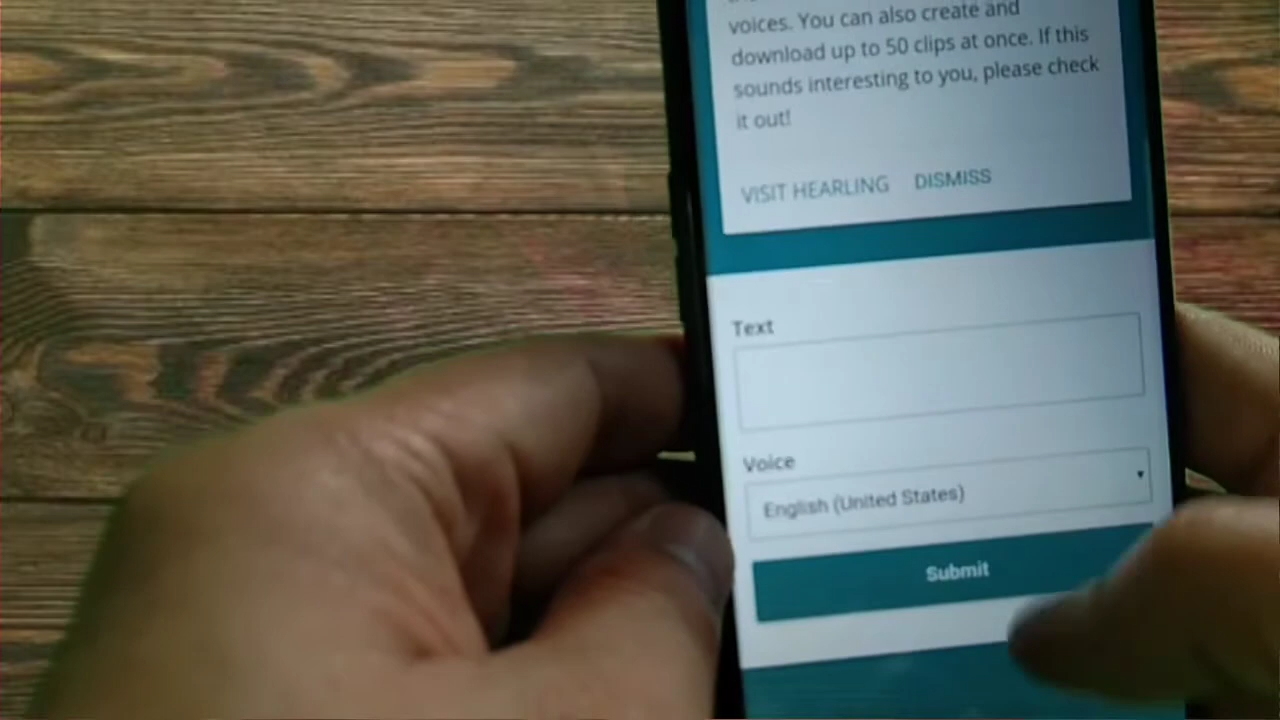 voices. You can also create and
download up to 50 clips at once. If this
sounds interesting to you, please check
it out!
VISIT HEARLING DISMISS
Text
Voice
English (United States)
Submit